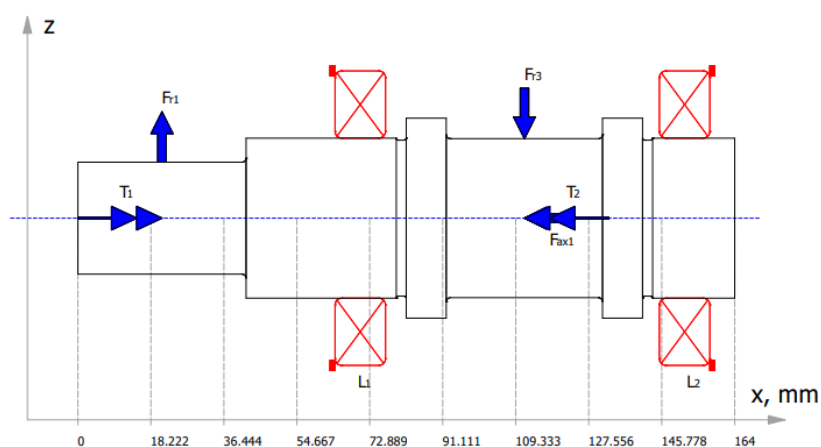 z
Fr1
Fr3
T1
T2
Fax1
L1
L2
x, mm
0 18.222 36.444 54.667 72.889 91.111 109.333 127.556 145.778 164